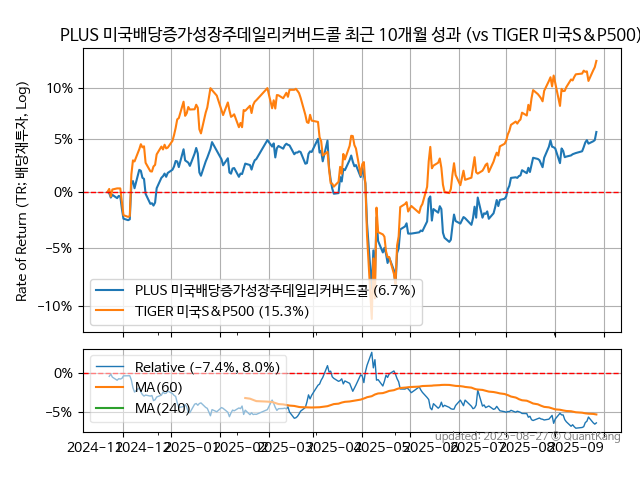 PLUS 미국배당증가성장주데일리커버드콜 최근 10개월 성과 (vs TIGER 미국S&P500)
Rate of Return (TR: 배당재투자, Log)
10%
5%
0%
−5%
−10%
PLUS 미국배당증가성장주데일리커버드콜 (6.7%)
TIGER 미국S&P500 (15.3%)
0%
−5%
Relative (−7.4%, 8.0%)
MA(60)
MA(240)
updated: 2025-08-27 © QuantKang
2024-11 2024-12 2025-01 2025-02 2025-03 2025-04 2025-05 2025-06 2025-07 2025-08 2025-09